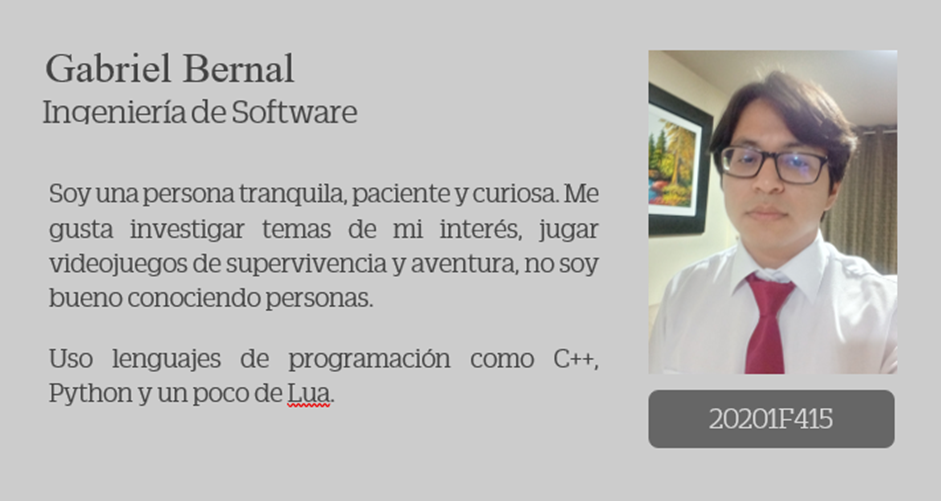 Gabriel Bernal
Ingeniería de Software
Soy una persona tranquila, paciente y curiosa. Me
gusta investigar temas de mi interés, jugar
videojuegos de supervivencia y aventura, no soy
bueno conociendo personas.
Uso lenguajes de programación como C++,
Python y un poco de Lua.
20201F415